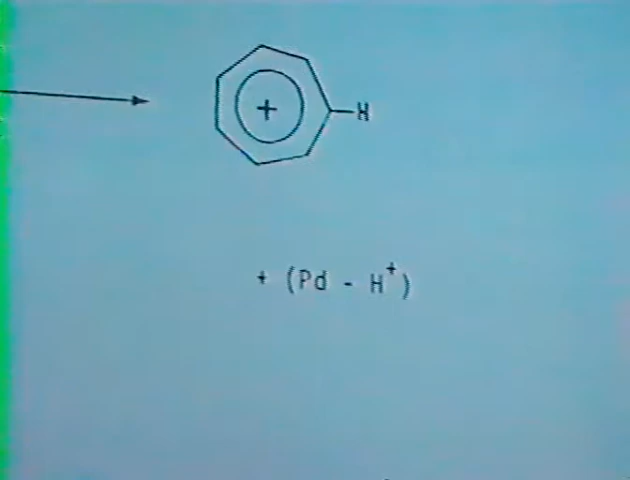 +
H
+ (Pd - H⁺)